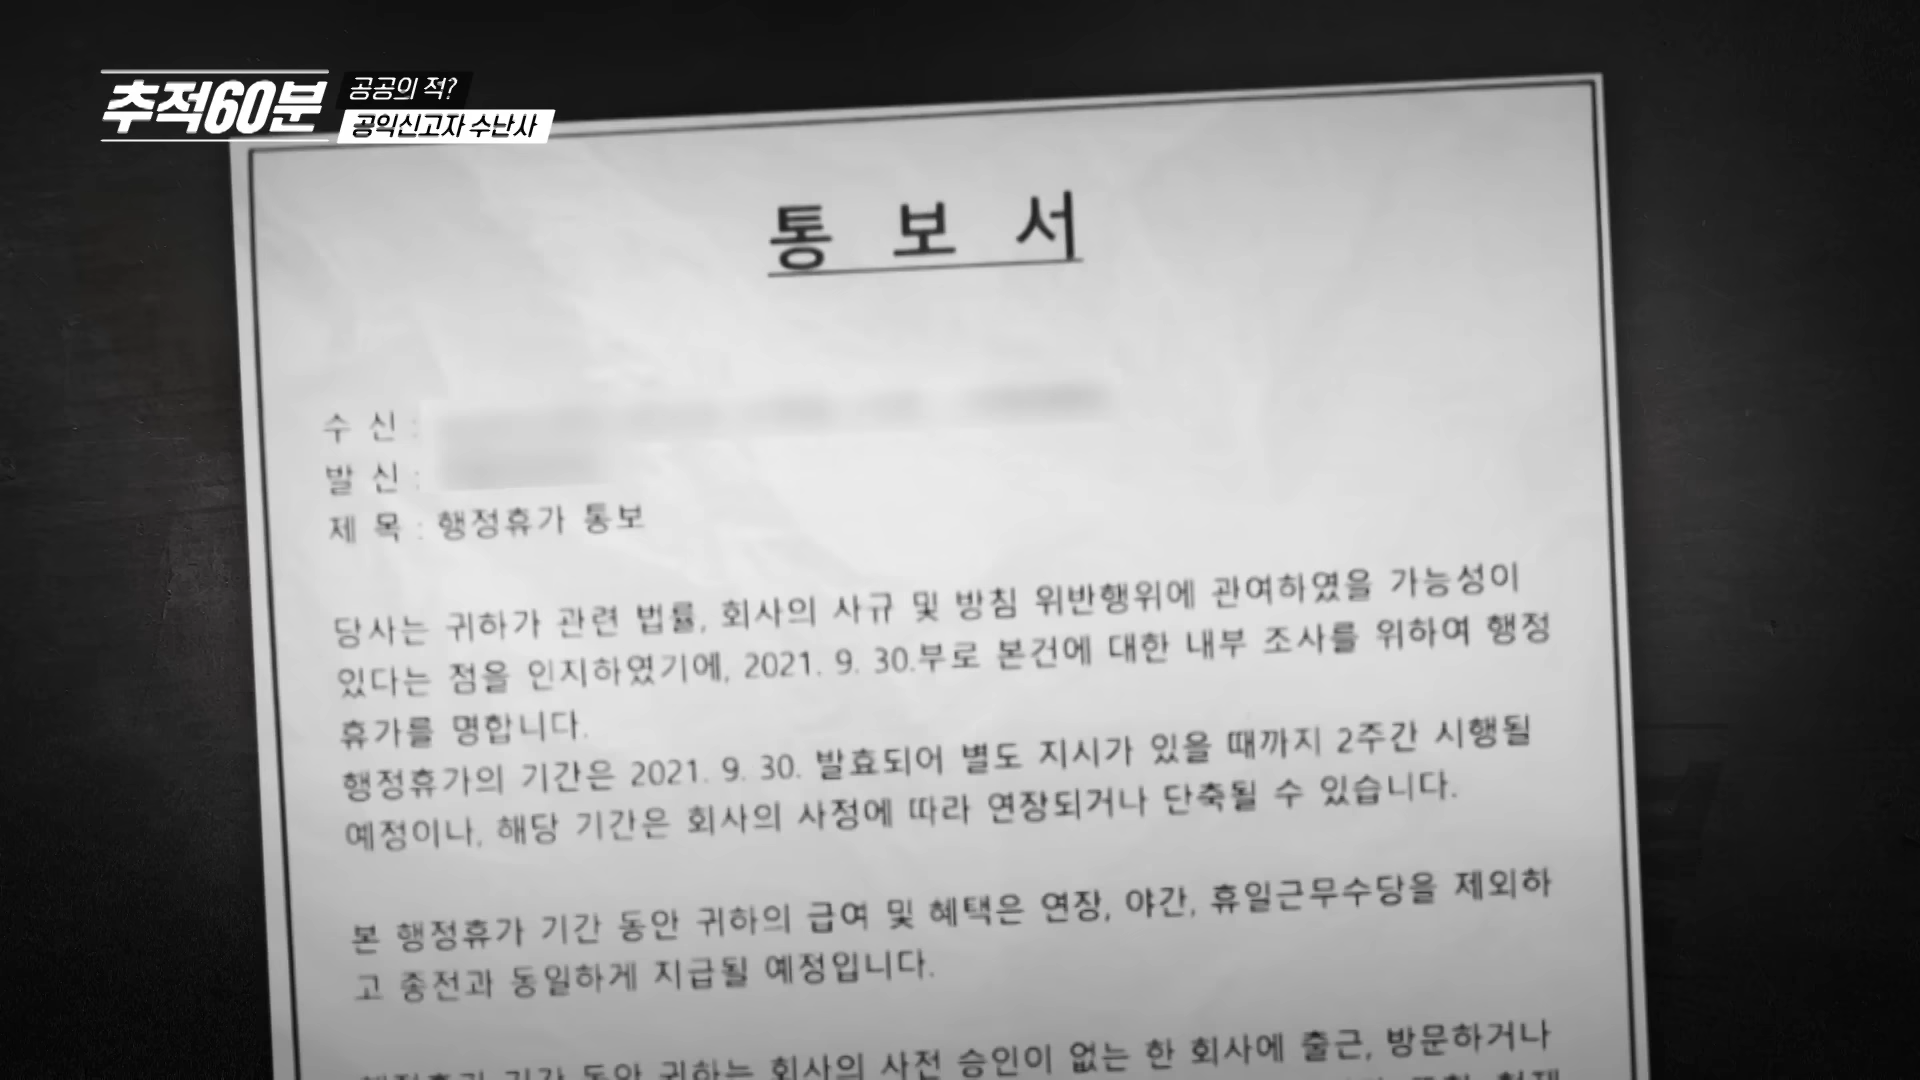 추적60분
공공의 적?
공익신고자 수난사
통 보 서
수 신 :
발 신 :
제 목 : 행정휴가 통보
당사는 귀하가 관련 법률, 회사의 사규 및 방침 위반행위에 관여하였을 가능성이
있다는 점을 인지하였기에, 2021. 9. 30.부로 본건에 대한 내부 조사를 위하여 행정
휴가를 명합니다.
행정휴가의 기간은 2021. 9. 30. 발효되어 별도 지시가 있을 때까지 2주간 시행될
예정이나, 해당 기간은 회사의 사정에 따라 연장되거나 단축될 수 있습니다.
본 행정휴가 기간 동안 귀하의 급여 및 혜택은 연장, 야간, 휴일근무수당을 제외하
고 종전과 동일하게 지급될 예정입니다.
행정휴가 기간 동안 귀하는 회사의 사전 승인이 없는 한 회사에 출근, 방문하거나